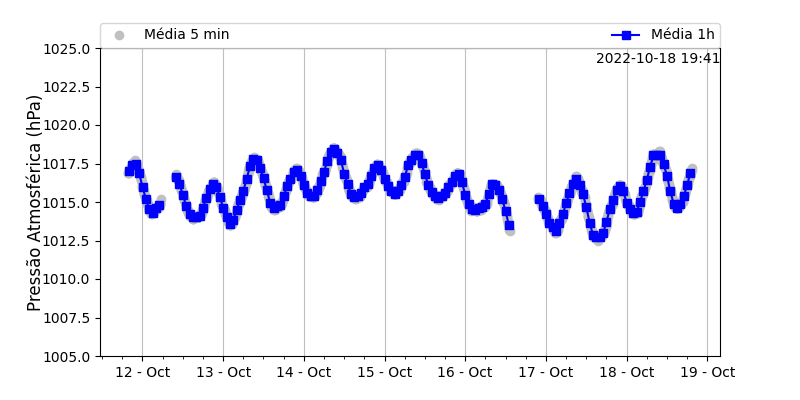 Média 5 min
Média 1h
2022-10-18 19:41
Pressão Atmosférica (hPa)
1025.0
1022.5
1020.0
1017.5
1015.0
1012.5
1010.0
1007.5
1005.0
12 - Oct
13 - Oct
14 - Oct
15 - Oct
16 - Oct
17 - Oct
18 - Oct
19 - Oct